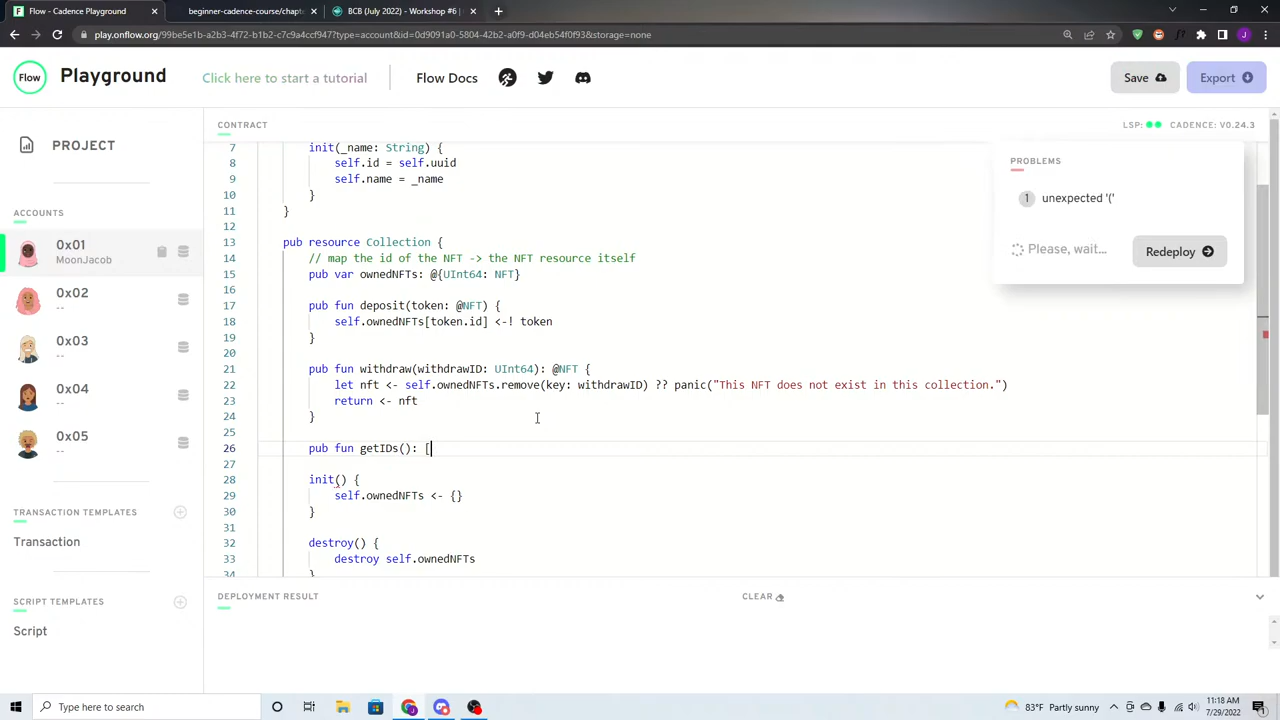 Flow - Cadence Playground
beginner-cadence-course/chapte
BCB (July 2022) - Workshop #6 |
play.onflow.org/99be5e1b-a2b3-4f72-b1b2-c7c9a4ccf947?type=account&id=0d9091a0-5804-42b2-a0f9-d04eb54f0f93&storage=none
Flow
Playground
Click here to start a tutorial
Flow Docs
Save
Export
PROJECT
ACCOUNTS
0x01
MoonJacob
0x02
--
0x03
--
0x04
--
0x05
--
TRANSACTION TEMPLATES
Transaction
SCRIPT TEMPLATES
Script
CONTRACT
LSP:
CADENCE: V0.24.3
7 init(_name: String) {
8 self.id = self.uuid
9 self.name = _name
10 }
11 }
12
13 pub resource Collection {
14 // map the id of the NFT -> the NFT resource itself
15 pub var ownedNFTs: @{UInt64: NFT}
16
17 pub fun deposit(token: @NFT) {
18 self.ownedNFTs[token.id] <-! token
19 }
20
21 pub fun withdraw(withdrawID: UInt64): @NFT {
22 let nft <- self.ownedNFTs.remove(key: withdrawID) ?? panic("This NFT does not exist in this collection.")
23 return <- nft
24 }
25
26 pub fun getIDs(): [
27
28 init() {
29 self.ownedNFTs <- {}
30 }
31
32 destroy() {
33 destroy self.ownedNFTs
34 }
PROBLEMS
1 unexpected '('
Please, wait...
Redeploy
DEPLOYMENT RESULT
CLEAR
Type here to search
83°F Partly sunny
11:18 AM
7/29/2022